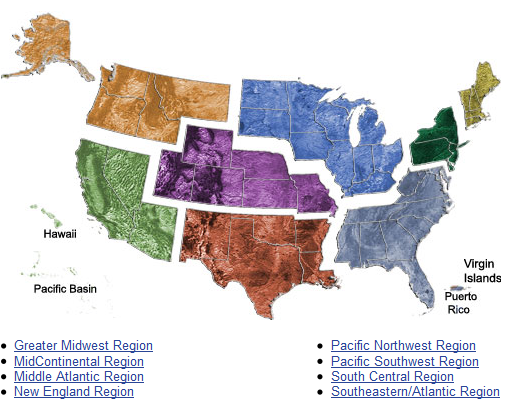 Hawaii
Pacific Basin
Virgin
Islands
Puerto
Rico
Greater Midwest Region
MidContinental Region
Middle Atlantic Region
New England Region
Pacific Northwest Region
Pacific Southwest Region
South Central Region
Southeastern/Atlantic Region